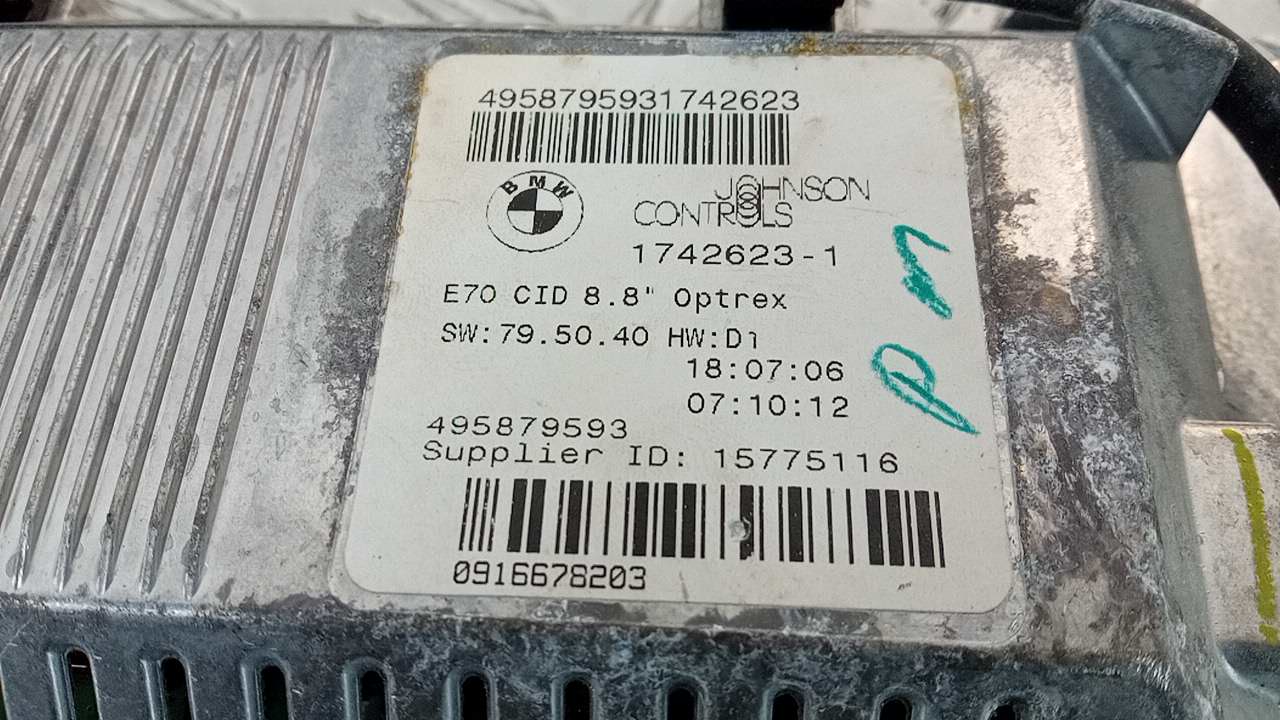 4958795931742623
BMW
JOHNSON
CONTROLS
1742623-1
E70 CID 8.8" Optrex
SW:79.50.40 HW:D1
18:07:06
07:10:12
495879593
Supplier ID: 15775116
0916678203